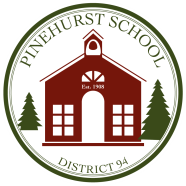 PINEHURST SCHOOL
Est. 1908
DISTRICT 94